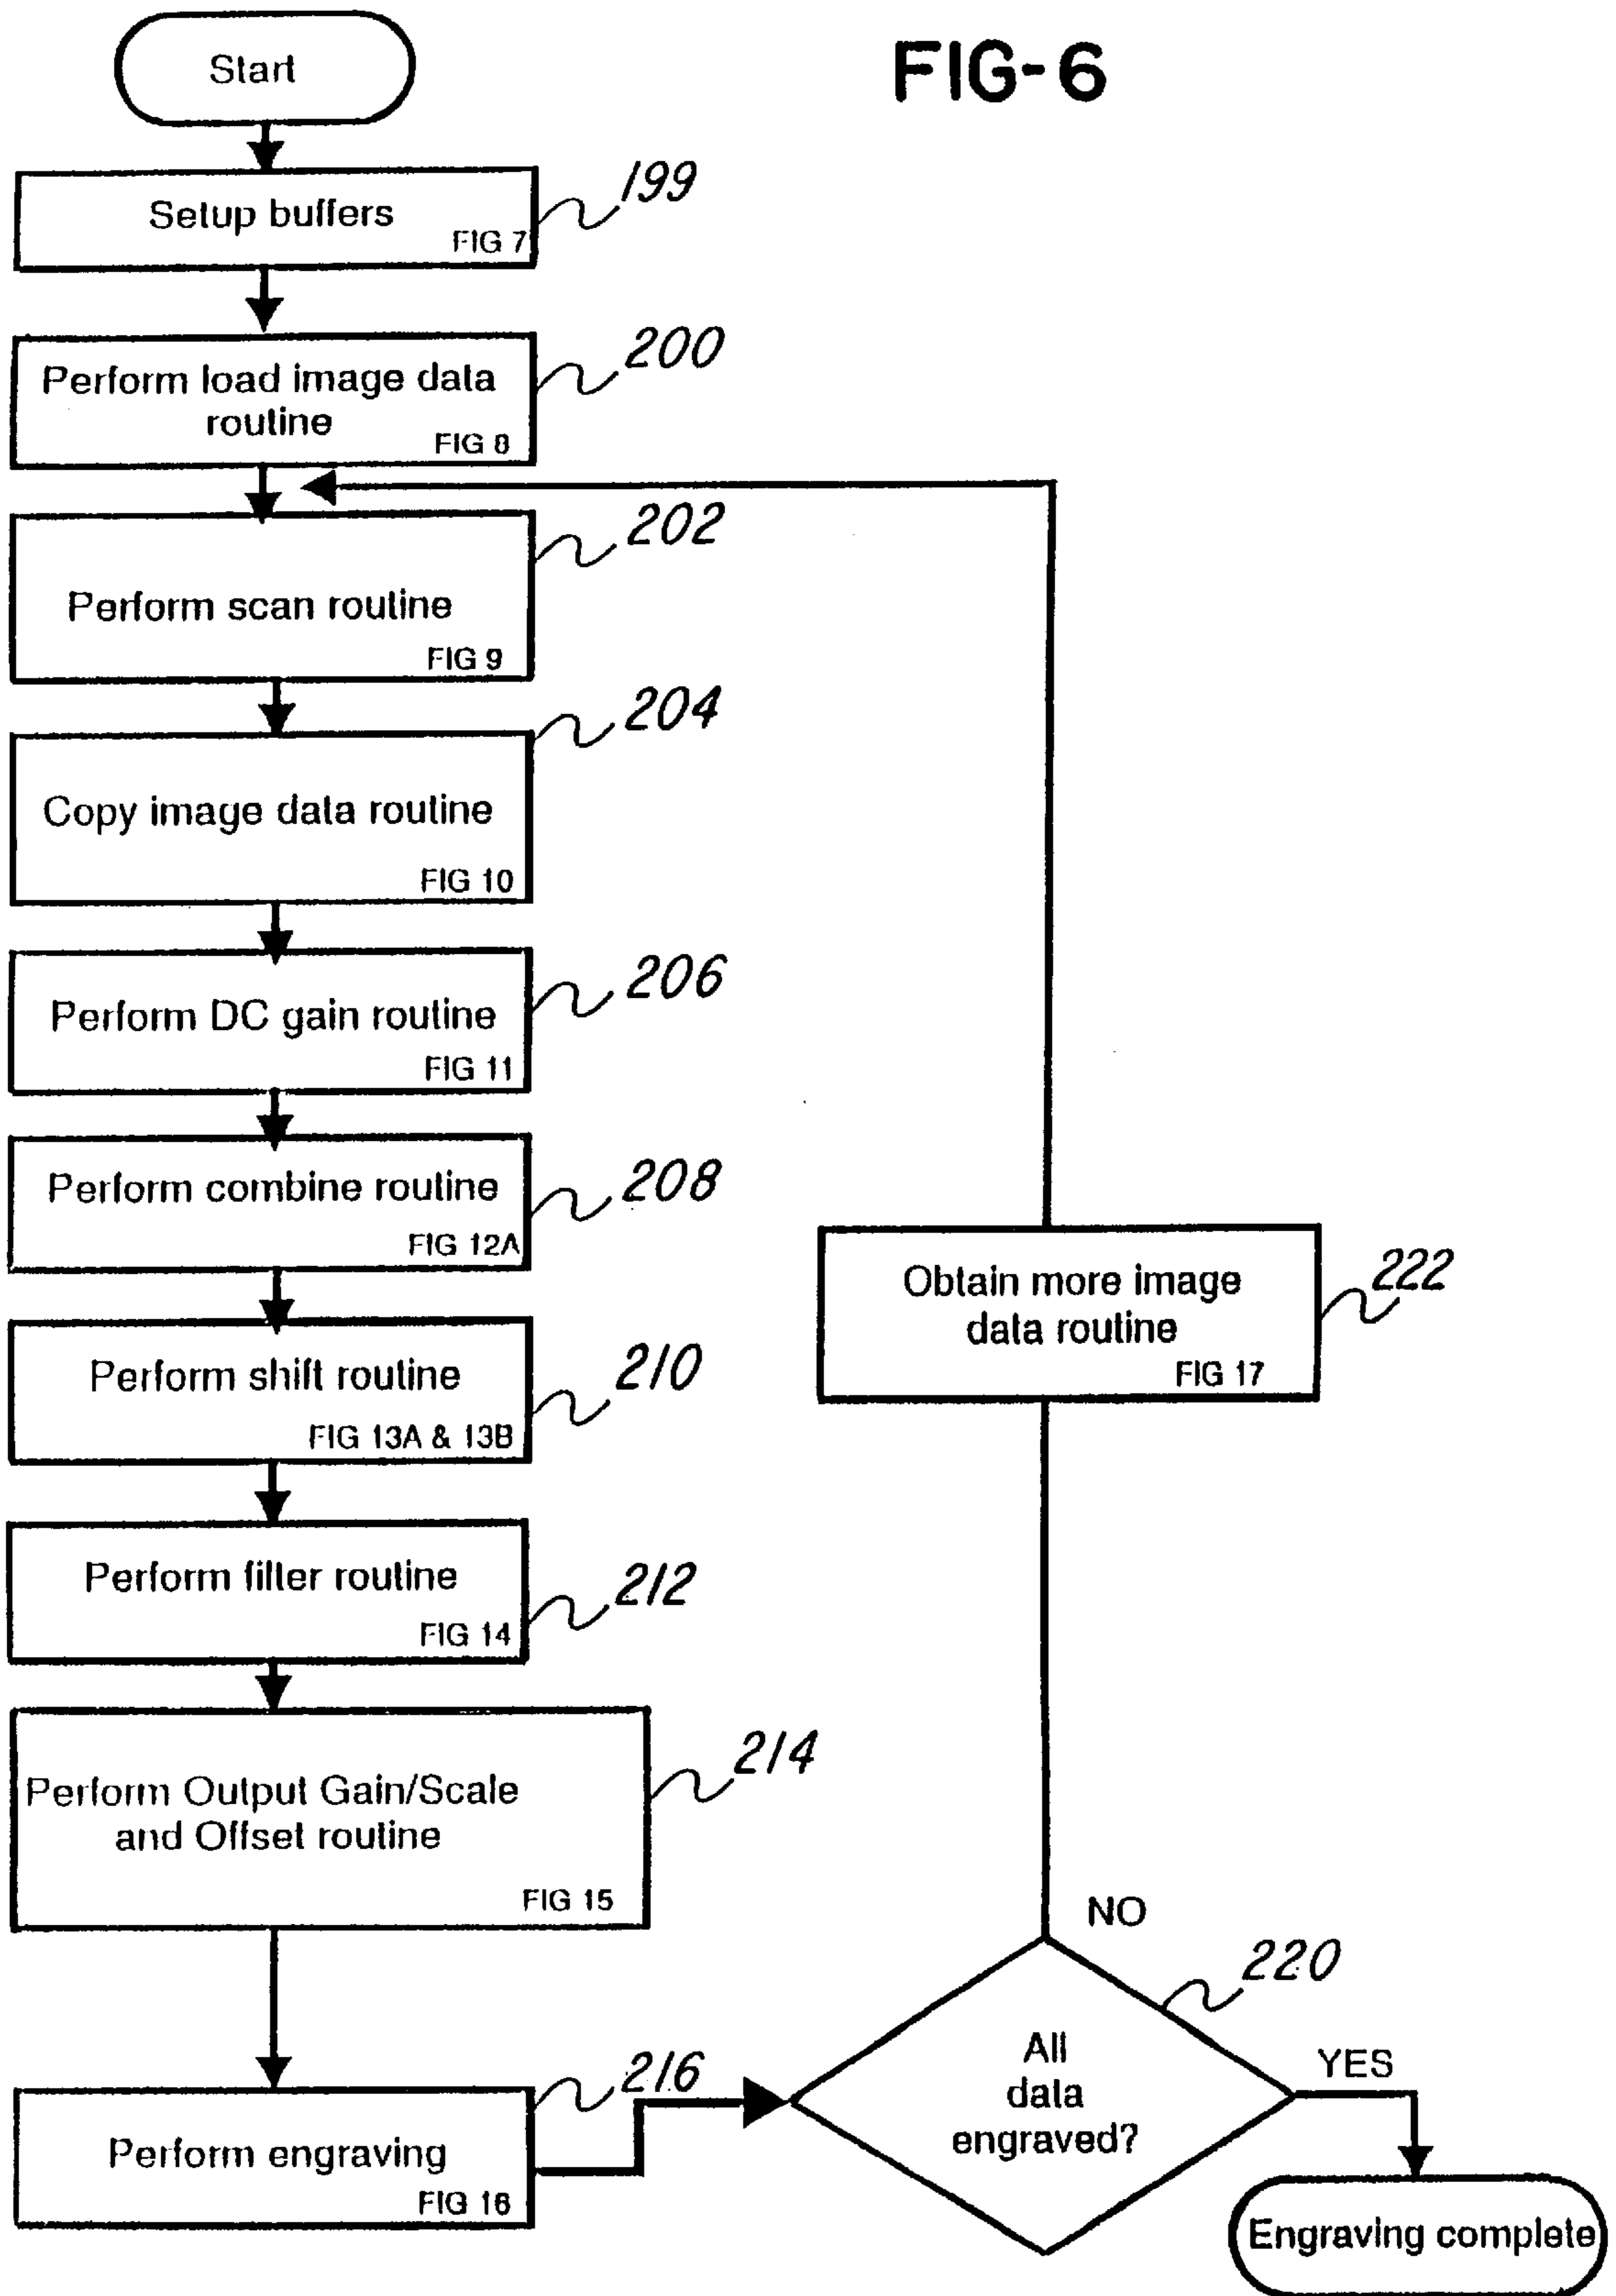 FIG-6
Start
Setup buffers
FIG 7
199
Perform load image data
routine
FIG 8
200
Perform scan routine
FIG 9
202
Copy image data routine
FIG 10
204
Perform DC gain routine
FIG 11
206
Perform combine routine
FIG 12A
208
Perform shift routine
FIG 13A & 13B
210
Perform filter routine
FIG 14
212
Perform Output Gain/Scale
and Offset routine
FIG 15
214
Perform engraving
FIG 16
216
All
data
engraved?
220
NO
YES
Obtain more image
data routine
FIG 17
222
Engraving complete